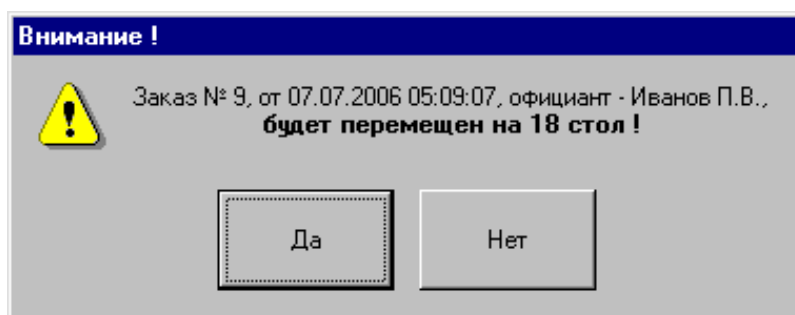 Внимание !
Заказ № 9, от 07.07.2006 05:09:07, официант - Иванов П.В.,
будет перемещен на 18 стол !
Да
Нет